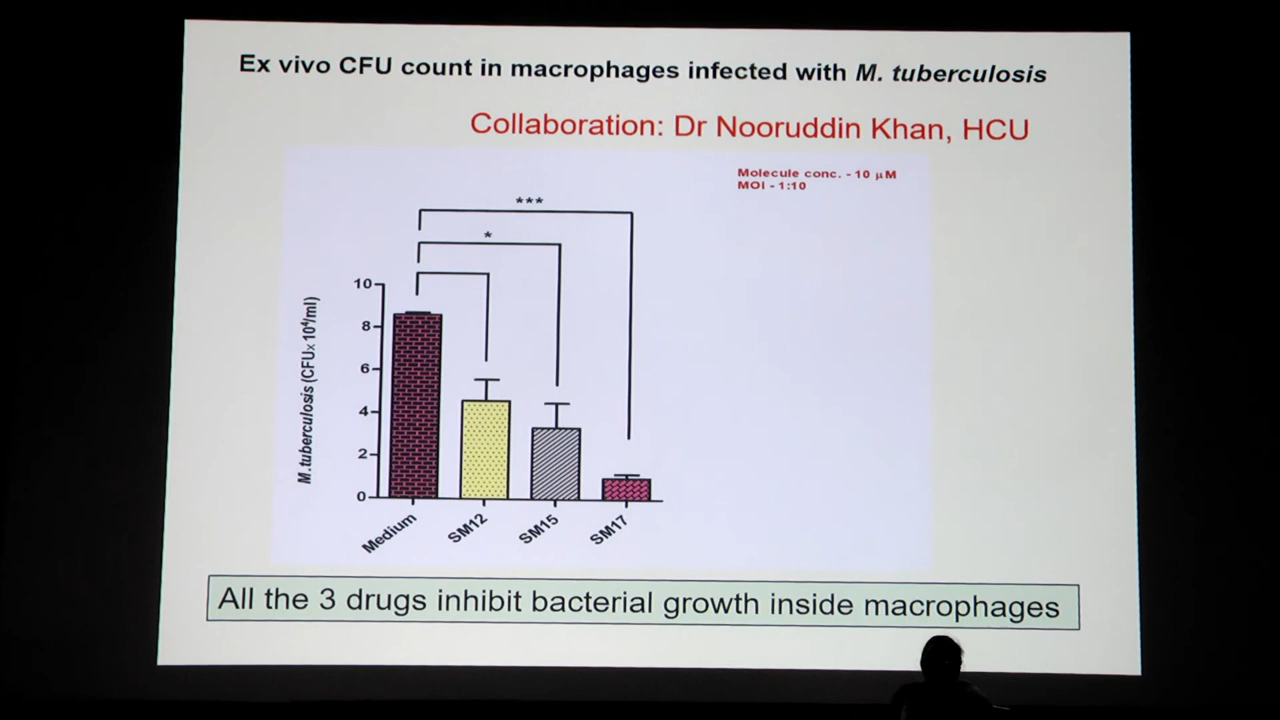 Ex vivo CFU count in macrophages infected with M. tuberculosis
Collaboration: Dr Nooruddin Khan, HCU
Molecule conc. - 10 µM
MOI - 1:10
***
*
10
8
6
4
2
0
M.tuberculosis (CFUx 10⁴/ml)
Medium
SM12
SM15
SM17
All the 3 drugs inhibit bacterial growth inside macrophages